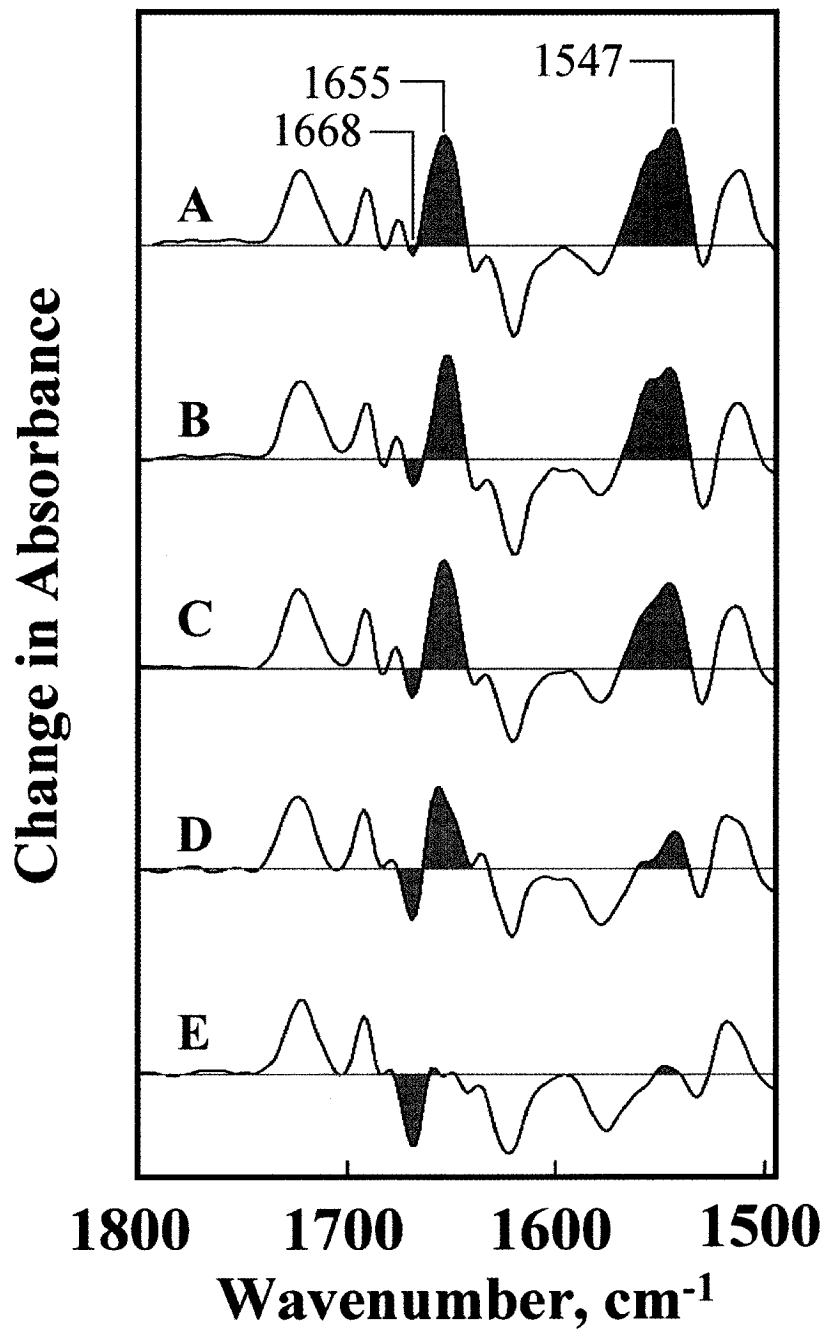 1547
1655
1668
A
B
C
D
E
Change in Absorbance
1800 1700 1600 1500
Wavenumber, cm-1